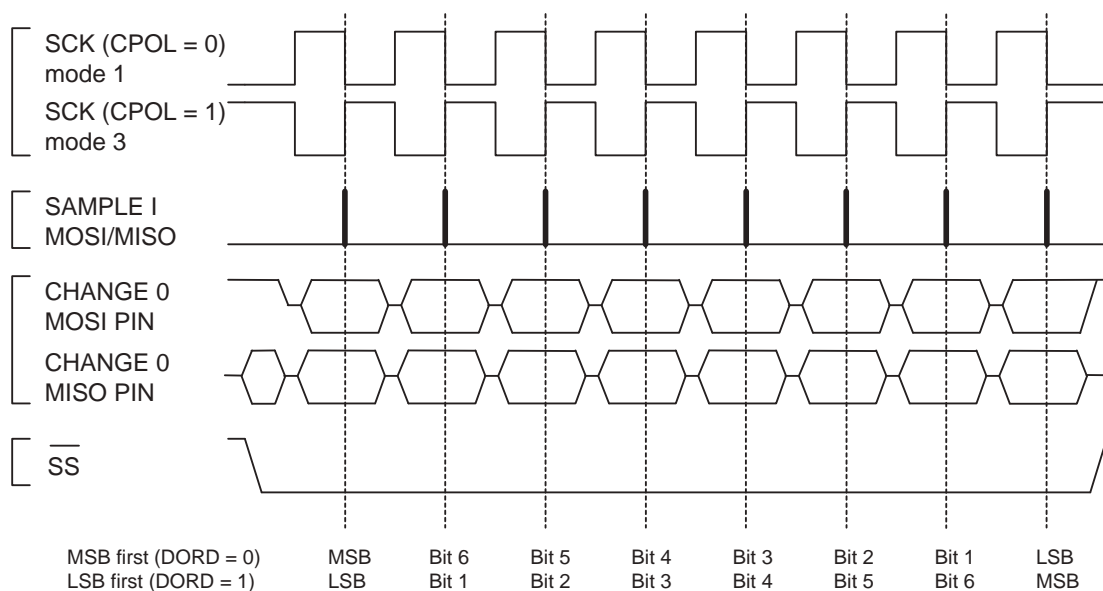 SCK (CPOL = 0)
mode 1
SCK (CPOL = 1)
mode 3
SAMPLE I
MOSI/MISO
CHANGE 0
MOSI PIN
CHANGE 0
MISO PIN
SS
MSB first (DORD = 0) MSB Bit 6 Bit 5 Bit 4 Bit 3 Bit 2 Bit 1 LSB
LSB first (DORD = 1) LSB Bit 1 Bit 2 Bit 3 Bit 4 Bit 5 Bit 6 MSB